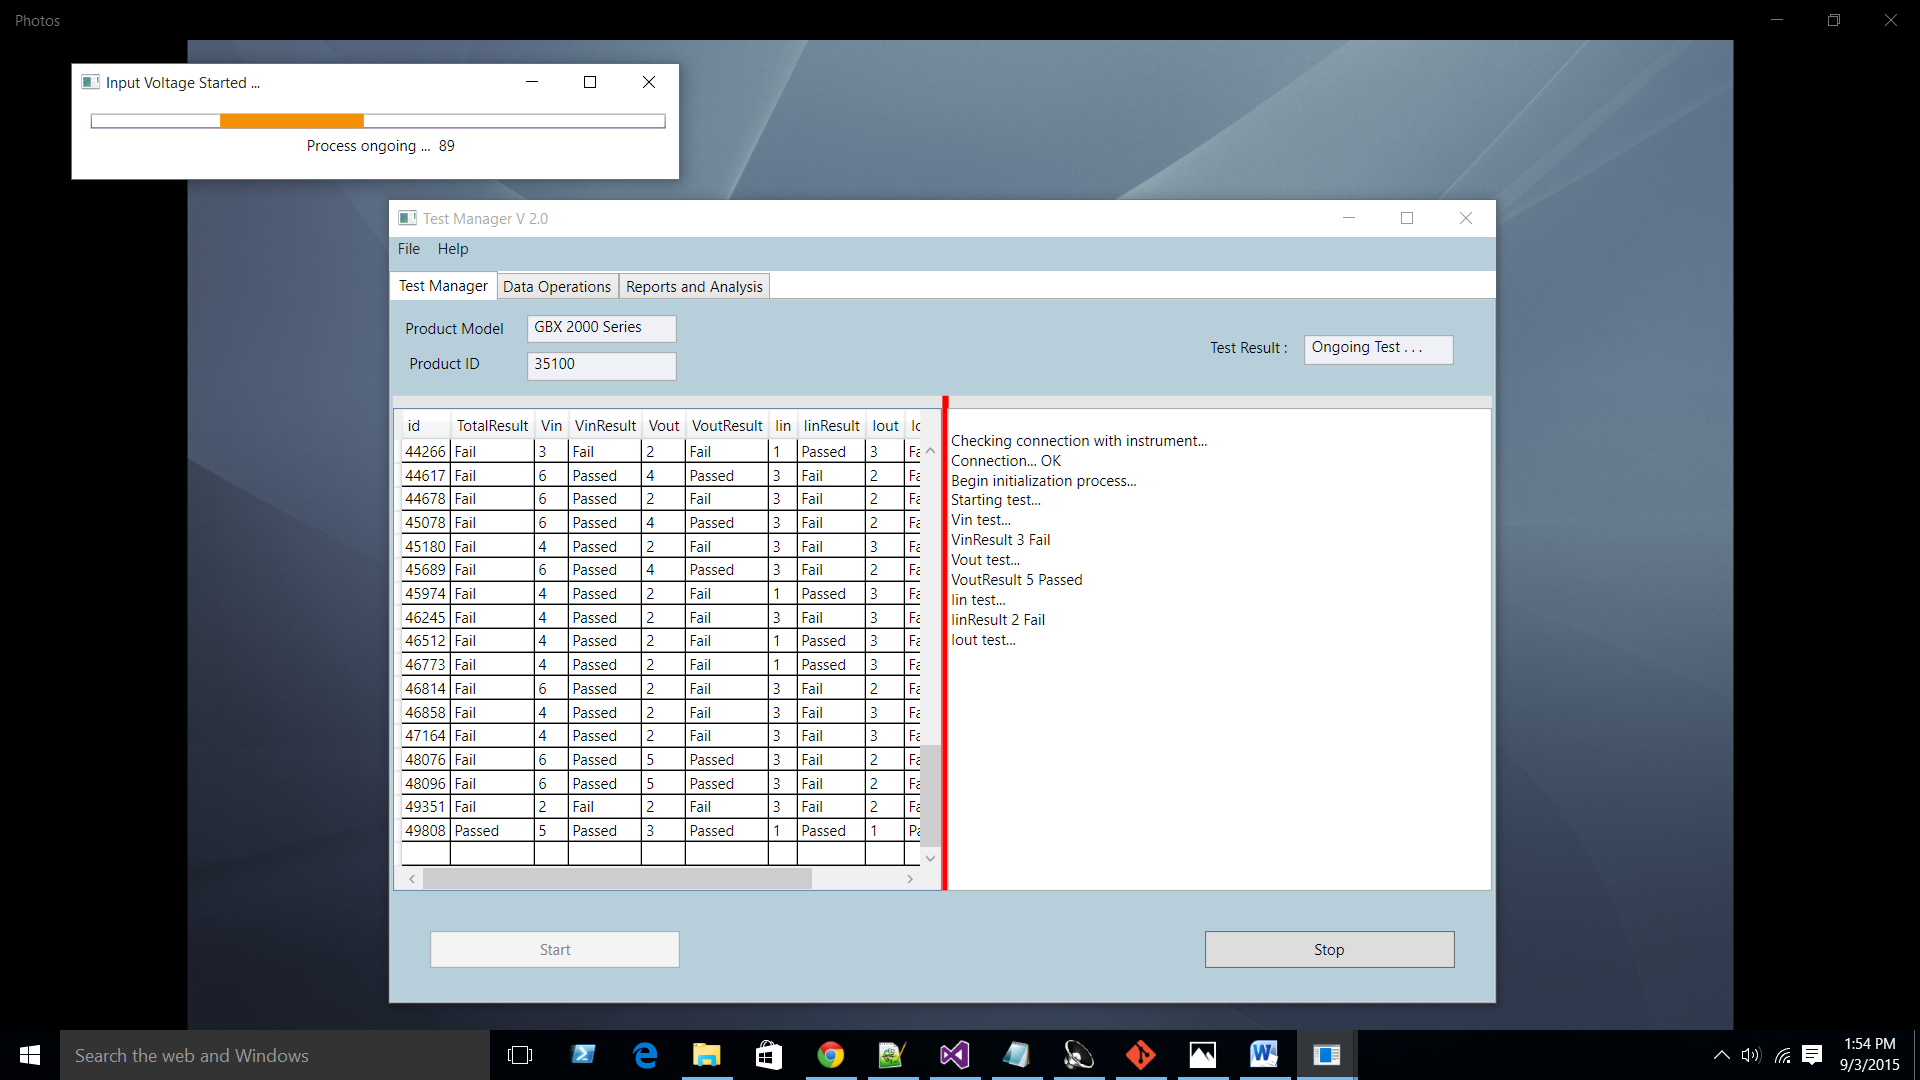 Photos
Input Voltage Started ...
Process ongoing ... 89
Test Manager V 2.0
File Help
Test Manager Data Operations Reports and Analysis
Product Model GBX 2000 Series
Product ID 35100
Test Result : Ongoing Test . . .
id TotalResult Vin VinResult Vout VoutResult Iin IinResult Iout
44266 Fail 3 Fail 2 Fail 1 Passed 3 Fa
44617 Fail 6 Passed 4 Passed 3 Fail 2 Fa
44678 Fail 6 Passed 2 Fail 3 Fail 2 Fa
45078 Fail 6 Passed 4 Passed 3 Fail 2 Fa
45180 Fail 4 Passed 2 Fail 3 Fail 3 Fa
45689 Fail 6 Passed 4 Passed 3 Fail 2 Fa
45974 Fail 4 Passed 2 Fail 1 Passed 3 Fa
46245 Fail 4 Passed 2 Fail 3 Fail 3 Fa
46512 Fail 4 Passed 2 Fail 1 Passed 3 Fa
46773 Fail 4 Passed 2 Fail 1 Passed 3 Fa
46814 Fail 6 Passed 2 Fail 3 Fail 2 Fa
46858 Fail 4 Passed 2 Fail 3 Fail 3 Fa
47164 Fail 4 Passed 2 Fail 3 Fail 3 Fa
48076 Fail 6 Passed 5 Passed 3 Fail 2 Fa
48096 Fail 6 Passed 5 Passed 3 Fail 2 Fa
49351 Fail 2 Fail 2 Fail 3 Fail 2 Fa
49808 Passed 5 Passed 3 Passed 1 Passed 1 Pa
Checking connection with instrument...
Connection... OK
Begin initialization process...
Starting test...
Vin test...
VinResult 3 Fail
Vout test...
VoutResult 5 Passed
Iin test...
IinResult 2 Fail
Iout test...
Start
Stop
Search the web and Windows
1:54 PM
9/3/2015